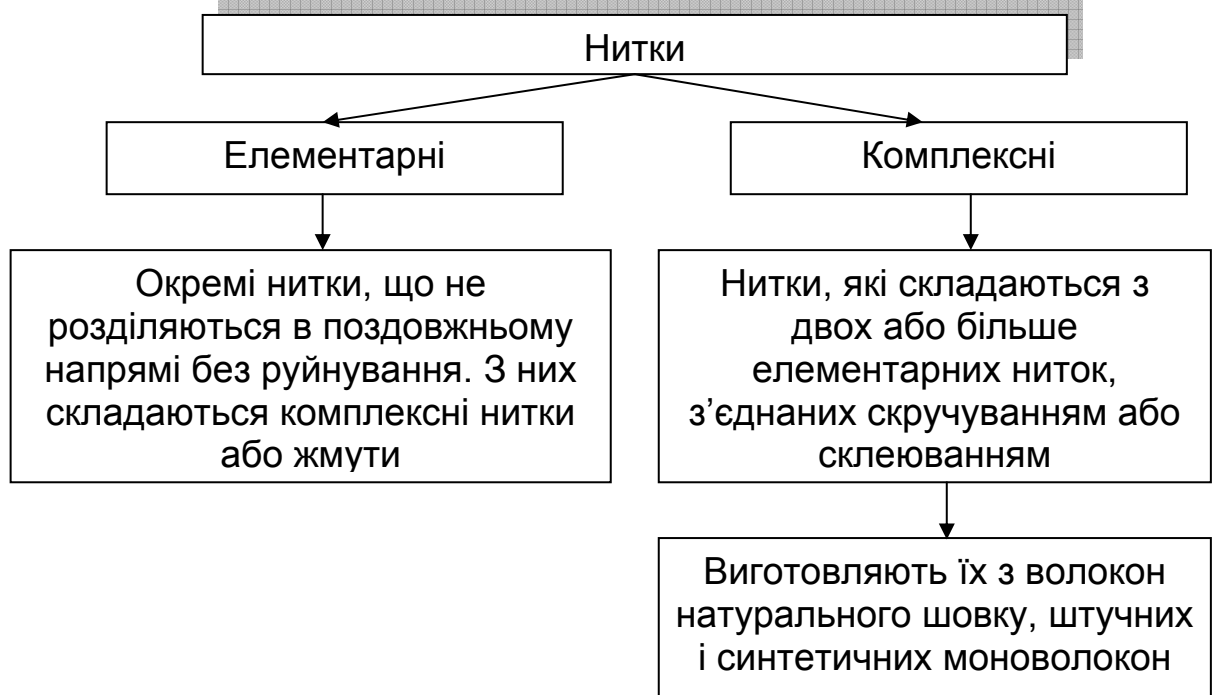 Нитки
Елементарні
Комплексні
Окремі нитки, що не
розділяються в поздовжньому
напрямі без руйнування. З них
складаються комплексні нитки
або жмути
Нитки, які складаються з
двох або більше
елементарних ниток,
з’єднаних скручуванням або
склеюванням
Виготовляють їх з волокон
натурального шовку, штучних
і синтетичних моноволокон